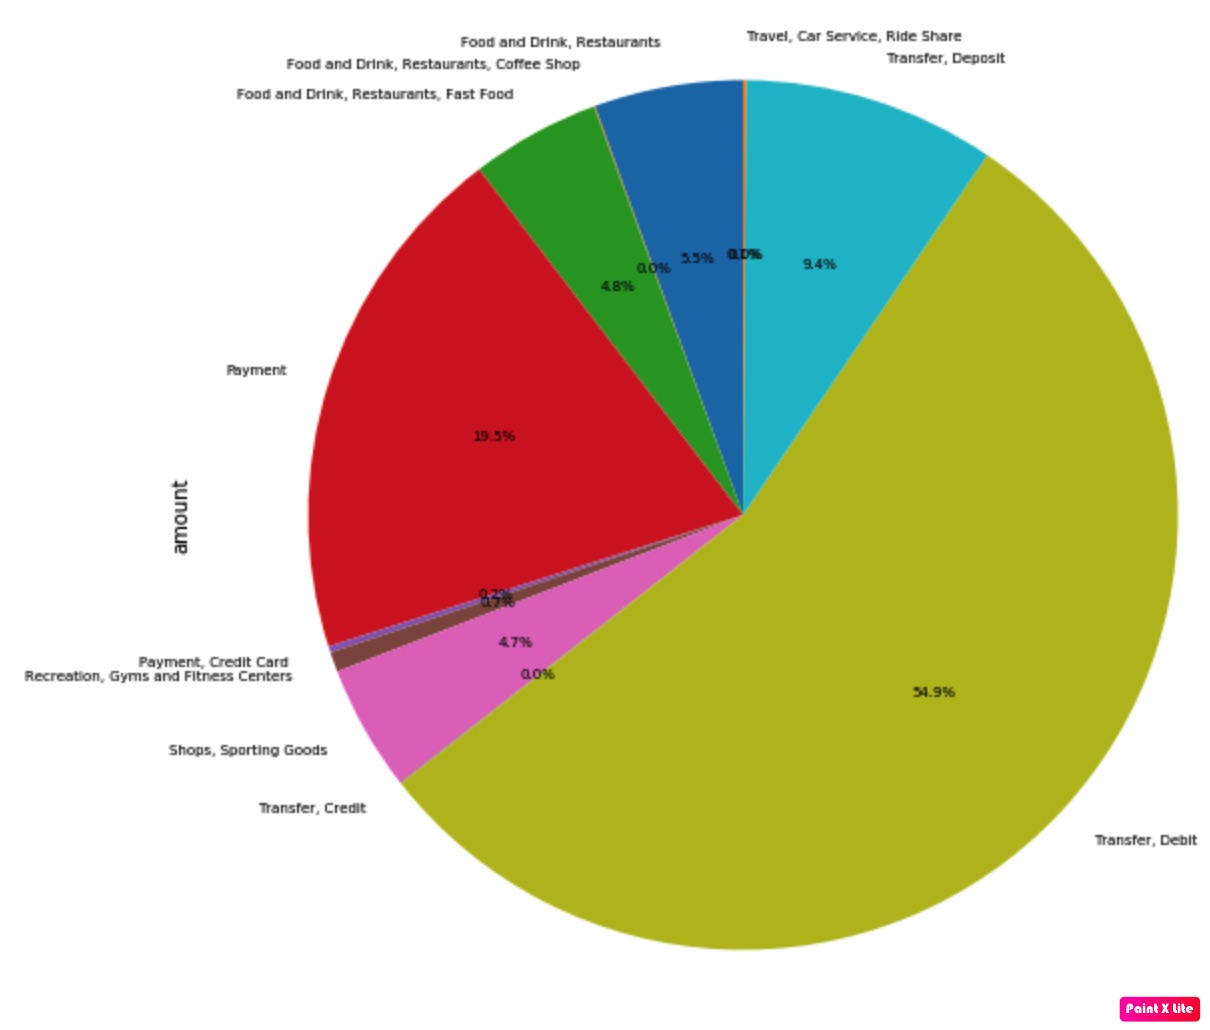 Travel, Car Service, Ride Share
Food and Drink, Restaurants
Transfer, Deposit
Food and Drink, Restaurants, Coffee Shop
Food and Drink, Restaurants, Fast Food
5.5%
9.4%
0.0%
4.8%
Payment
19.5%
amount
0.2%
0.7%
4.7%
Payment, Credit Card
0.0%
Recreation, Gyms and Fitness Centers
54.9%
Shops, Sporting Goods
Transfer, Credit
Transfer, Debit
Paint X Lite